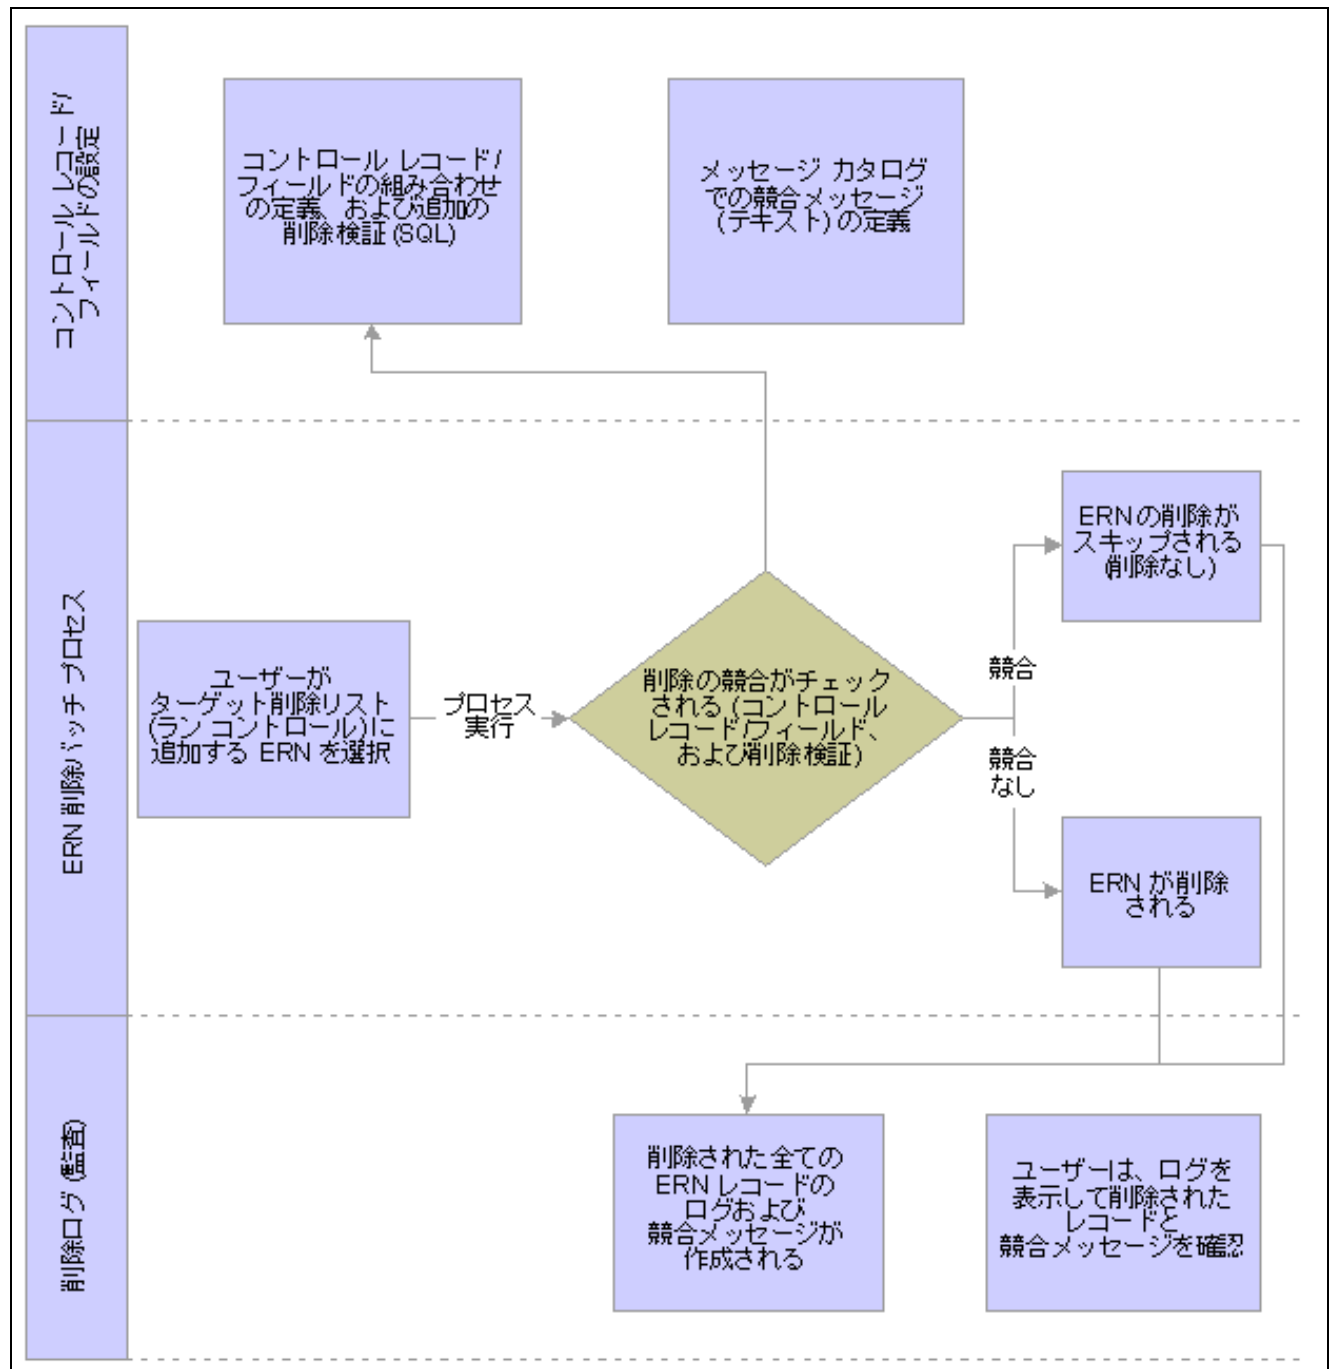 コントロール レコード/
フィールドの設定
コントロール レコード/
フィールドの組み合わせ
の定義、および追加の
削除検証 (SQL)
メッセージ カタログ
での競合メッセージ
(テキスト) の定義
ERN 削除バッチ プロセス
ユーザーが
ターゲット削除リスト
(ラン コントロール)に
追加する ERN を選択
プロセス
実行
削除の競合がチェック
される (コントロール
レコード/フィールド、
および削除検証)
競合
競合
なし
ERN の削除が
スキップされる
(削除なし)
ERN が削除
される
削除ログ (監査)
削除された全ての
ERN レコードの
ログおよび
競合メッセージが
作成される
ユーザーは、ログを
表示して削除された
レコードと
競合メッセージを確認